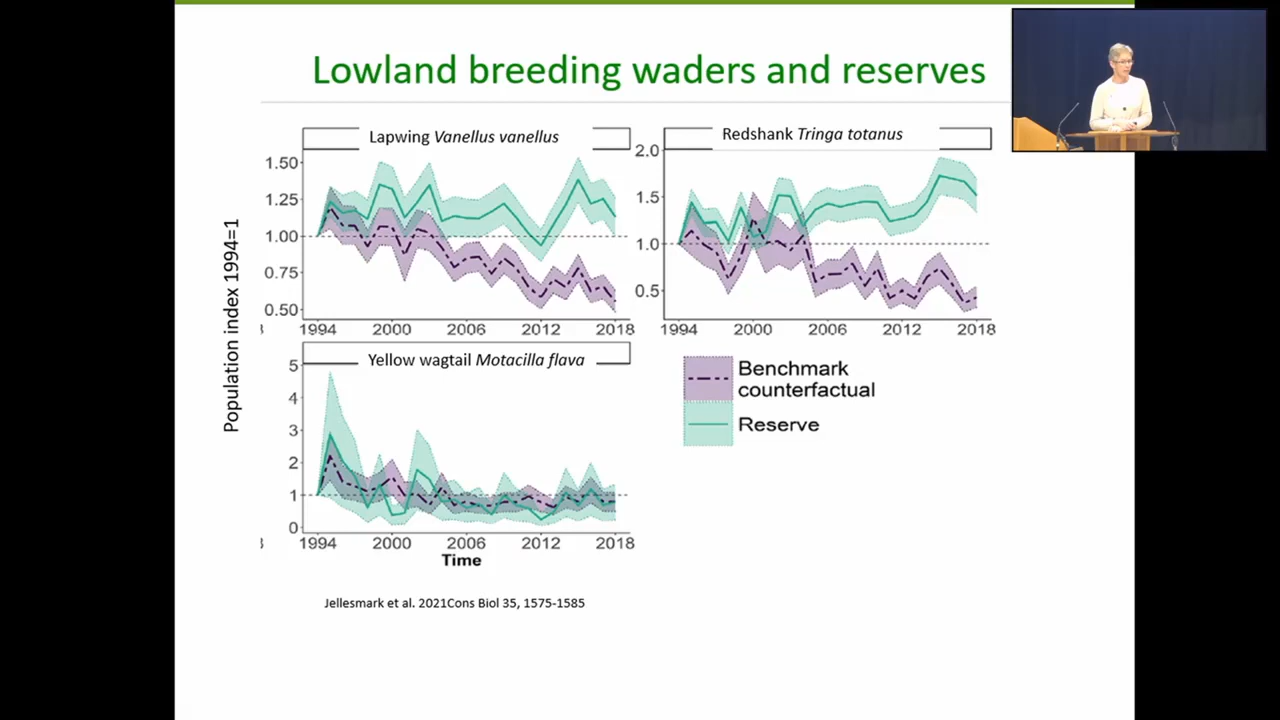 Lowland breeding waders and reserves
Lapwing Vanellus vanellus
Population index 1994=1
1.50
1.25
1.00
0.75
0.50
1994 2000 2006 2012 2018
Redshank Tringa totanus
2.0
1.5
1.0
0.5
1994 2000 2006 2012 2018
Yellow wagtail Motacilla flava
5
4
3
2
1
0
1994 2000 2006 2012 2018
Time
Benchmark
counterfactual
Reserve
Jellesmark et al. 2021Cons Biol 35, 1575-1585